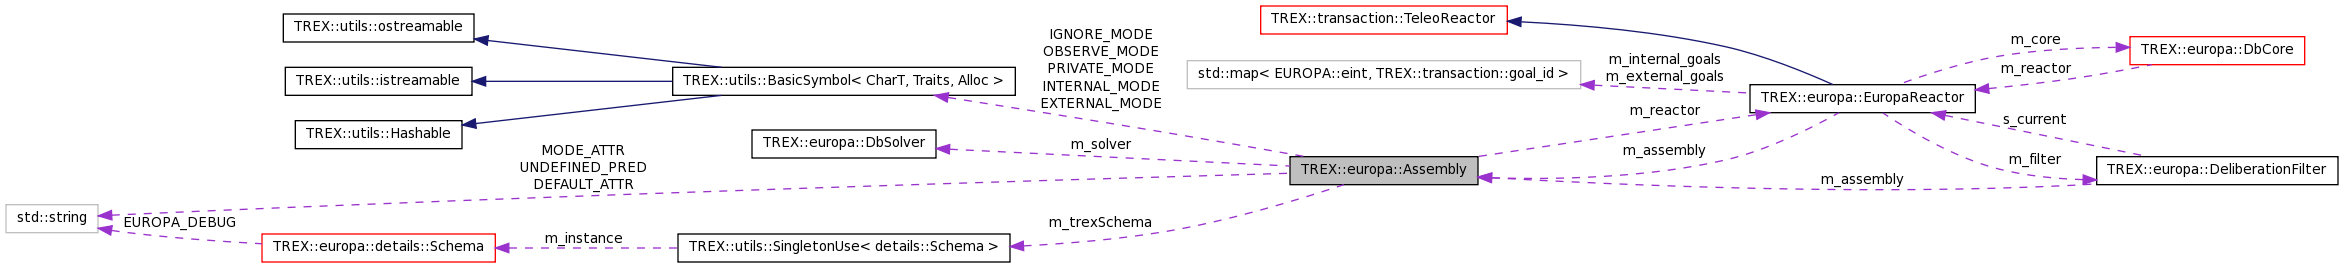 TREX::utils::ostreamable
TREX::utils::istreamable
TREX::utils::Hashable
TREX::utils::BasicSymbol< CharT, Traits, Alloc >
IGNORE_MODE
OBSERVE_MODE
PRIVATE_MODE
INTERNAL_MODE
EXTERNAL_MODE
TREX::europa::DbSolver
m_solver
MODE_ATTR
UNDEFINED_PRED
DEFAULT_ATTR
std::string
EUROPA_DEBUG
TREX::europa::details::Schema
m_instance
TREX::utils::SingletonUse< details::Schema >
m_trexSchema
TREX::transaction::TeleoReactor
std::map< EUROPA::eint, TREX::transaction::goal_id >
m_internal_goals
m_external_goals
m_reactor
m_assembly
TREX::europa::Assembly
TREX::europa::EuropaReactor
m_core
m_reactor
TREX::europa::DbCore
s_current
m_filter
m_assembly
TREX::europa::DeliberationFilter